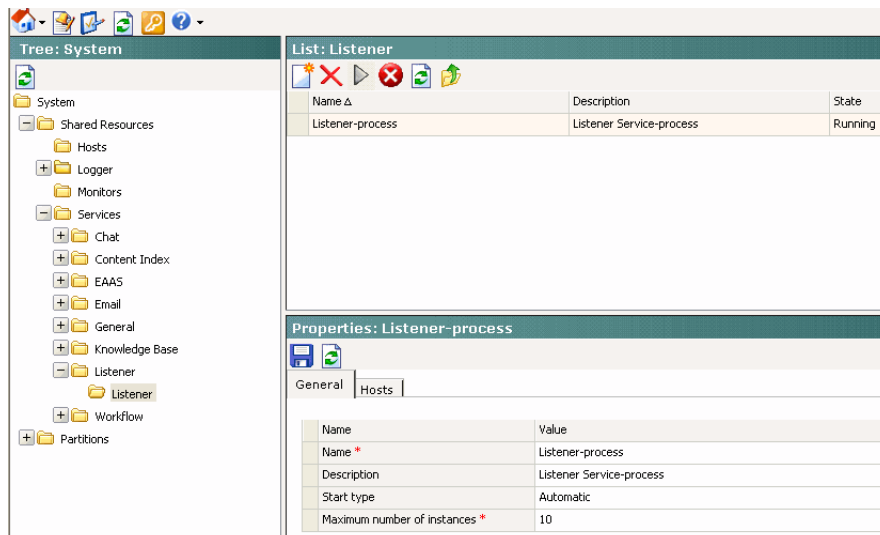 Tree: System
System
Shared Resources
Hosts
Logger
Monitors
Services
Chat
Content Index
EAAS
Email
General
Knowledge Base
Listener
Listener
Workflow
Partitions
List: Listener
Name Description State
Listener-process Listener Service-process Running
Properties: Listener-process
General Hosts
Name Value
Name * Listener-process
Description Listener Service-process
Start type Automatic
Maximum number of instances * 10